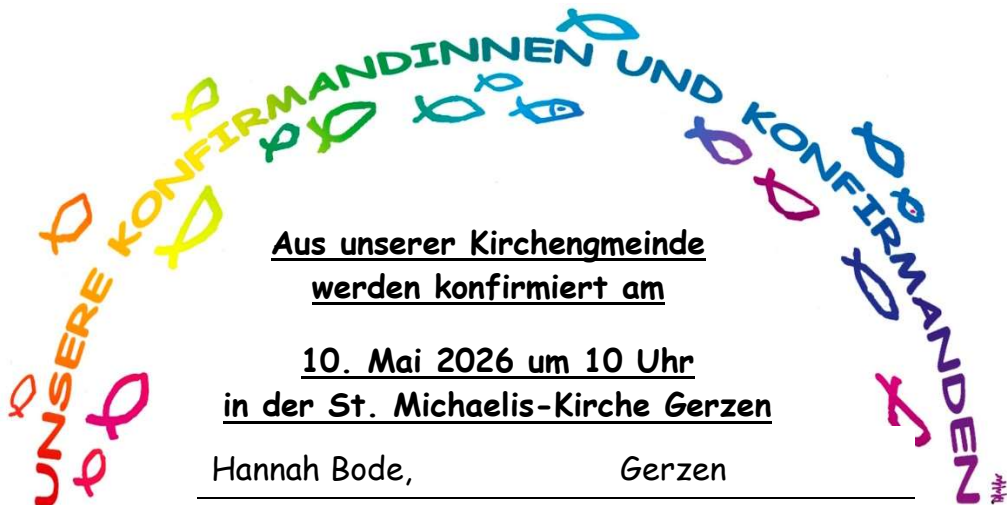 UNSERE KONFIRMANDINNEN UND KONFIRMANDEN
Aus unserer Kirchengmeinde
werden konfirmiert am
10. Mai 2026 um 10 Uhr
in der St. Michaelis-Kirche Gerzen
Hannah Bode, Gerzen